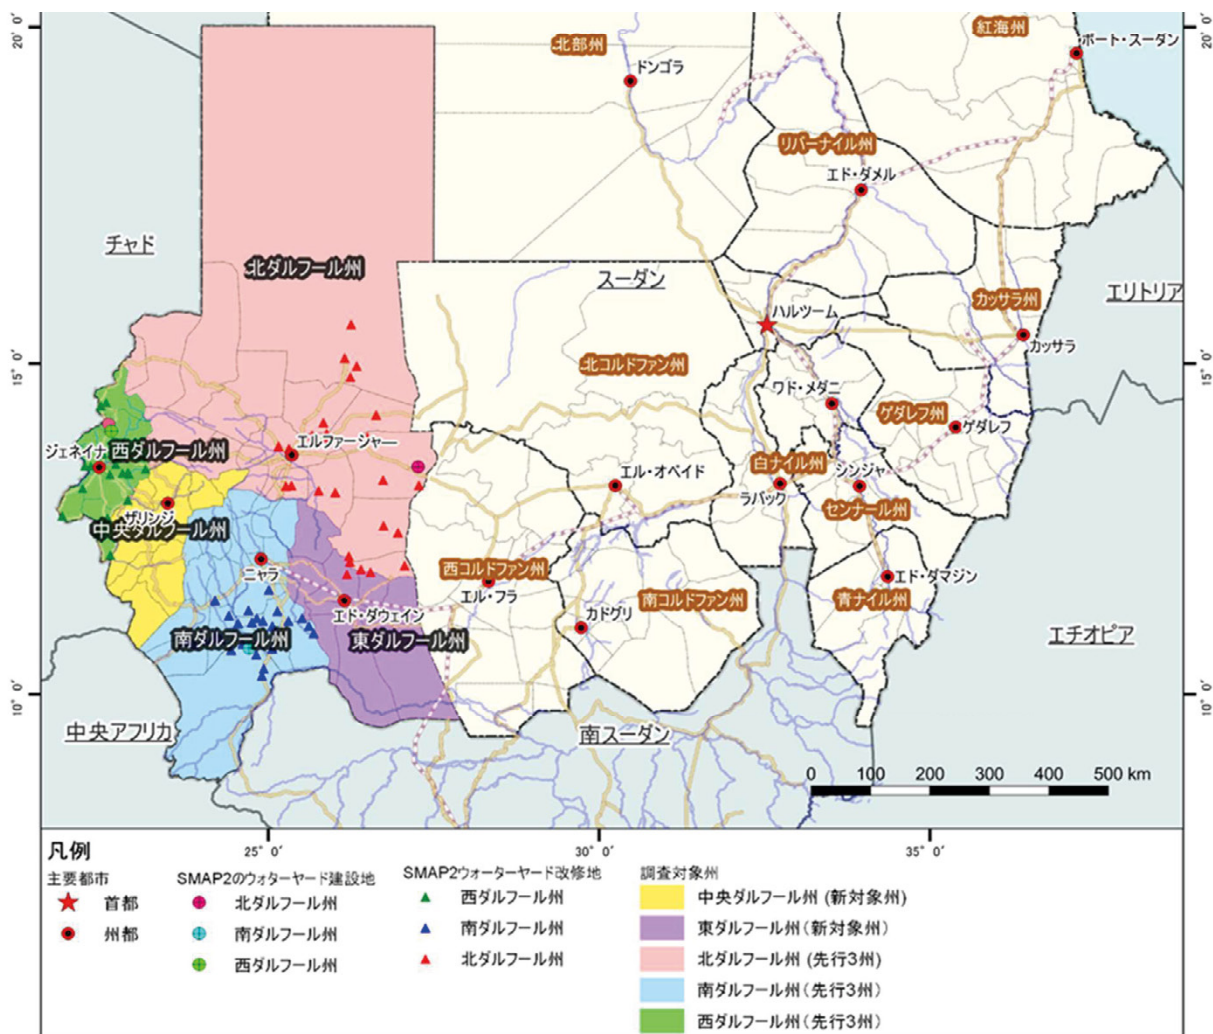 20° 0'
20° 0'
紅海州
北部州
ポート・スーダン
ドンゴラ
リバーナイル州
エド・ダメル
チャド
北ダルフール州
スーダン
エリトリア
カッサラ州
ハルツーム
カッサラ
15° 0'
15° 0'
北コルドファン州
ワド・メダニ
ゲダレフ州
ゲダレフ
エルファーシャー
ジェネイナ
西ダルフール州
白ナイル州
シンジャ
エル・オベイド
ラバック
センナール州
ザリンジ
中央ダルフール州
ニャラ
西コルドファン州
エル・フラ
エド・ダマジン
青ナイル州
南コルドファン州
カドグリ
エド・ダウェイン
南ダルフール州
東ダルフール州
エチオピア
10° 0'
10° 0'
中央アフリカ
南スーダン
0 100 200 300 400 500 km
25° 0' 30° 0' 35° 0'
凡例
主要都市
首都
州都
SMAP2のウォターヤード建設地
北ダルフール州
南ダルフール州
西ダルフール州
SMAP2ウォーターヤード改修地
西ダルフール州
南ダルフール州
北ダルフール州
調査対象州
中央ダルフール州 (新対象州)
東ダルフール州 (新対象州)
北ダルフール州 (先行3州)
南ダルフール州 (先行3州)
西ダルフール州 (先行3州)